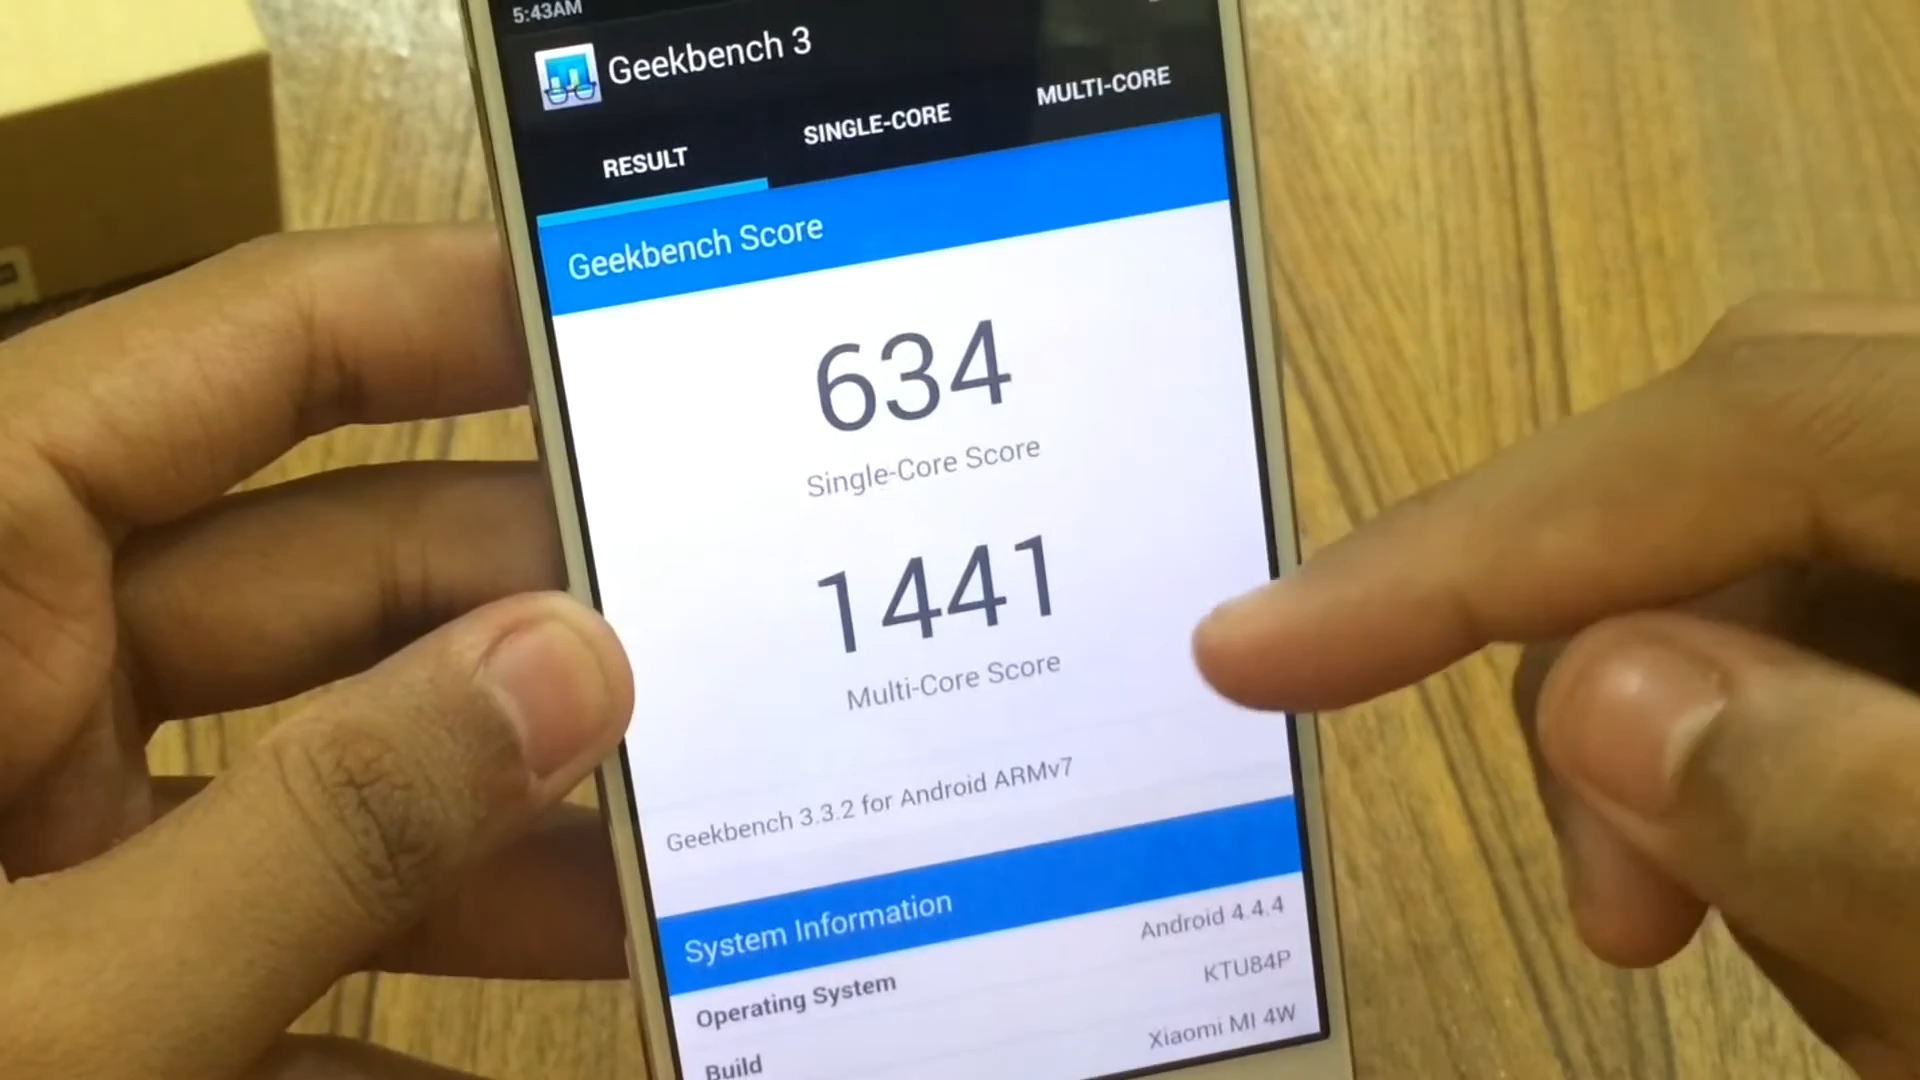 5:43AM
Geekbench 3
RESULT
SINGLE-CORE
MULTI-CORE
Geekbench Score
634
Single-Core Score
1441
Multi-Core Score
Geekbench 3.3.2 for Android ARMv7
System Information
Operating System
Android 4.4.4
Build
KTU84P
Xiaomi MI 4W